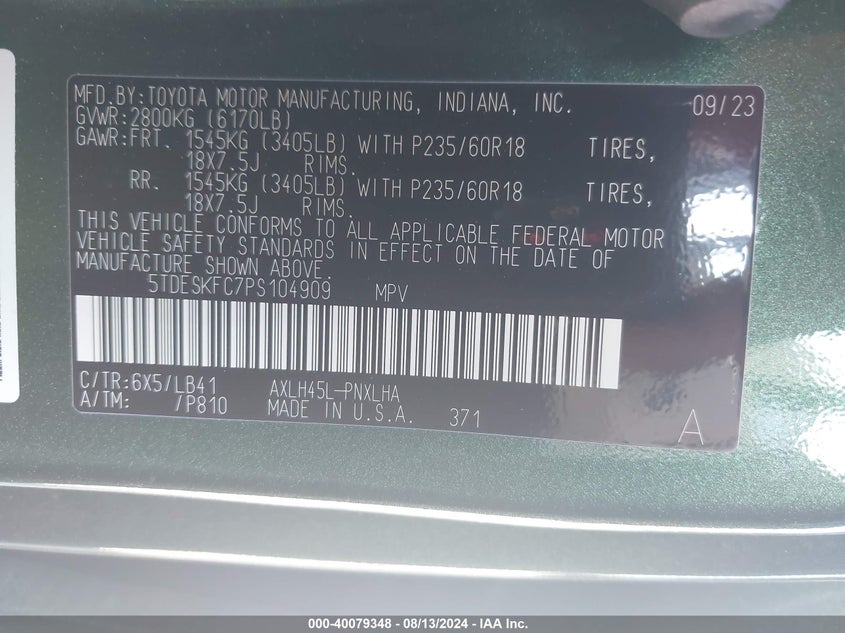 MFD.BY:TOYOTA MOTOR MANUFACTURING, INDIANA, INC. 09/23
GVWR:2800KG (6170LB)
GAWR:FRT. 1545KG (3405LB) WITH P235/60R18 TIRES,
18X7.5J RIMS.
RR. 1545KG (3405LB) WITH P235/60R18 TIRES,
18X7.5J RIMS.
THIS VEHICLE CONFORMS TO ALL APPLICABLE FEDERAL MOTOR
VEHICLE SAFETY STANDARDS IN EFFECT ON THE DATE OF
MANUFACTURE SHOWN ABOVE.
5TDESKFC7PS104909 MPV
C/TR:6X5/LB41 AXLH45L-PNXLHA
A/TM: /P810 MADE IN U.S.A. 371
A
000-40079348 - 08/13/2024 - IAA Inc.